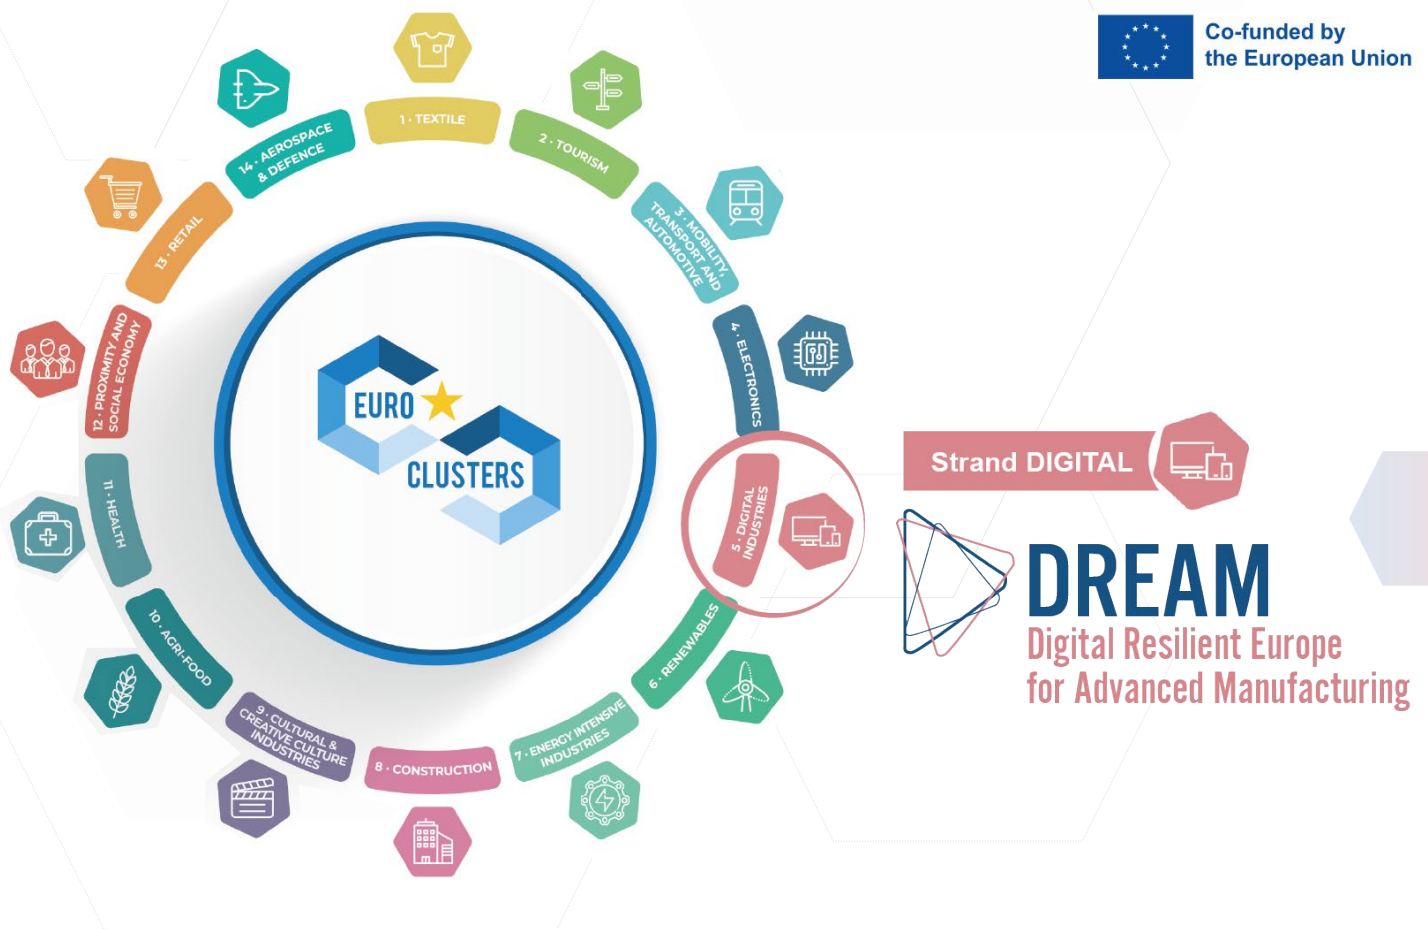 Co-funded by
the European Union
1 · TEXTILE
2 · TOURISM
3 · MOBILITY,
TRANSPORT AND
AUTOMOTIVE
4 · ELECTRONICS
5 · DIGITAL
INDUSTRIES
6 · RENEWABLES
7 · ENERGY INTENSIVE
INDUSTRIES
8 · CONSTRUCTION
9 · CULTURAL &
CREATIVE CULTURE
INDUSTRIES
10 · AGRI-FOOD
11 · HEALTH
12 · PROXIMITY AND
SOCIAL ECONOMY
13 · RETAIL
14 · AEROSPACE
& DEFENCE
EURO
CLUSTERS
Strand DIGITAL
DREAM
Digital Resilient Europe
for Advanced Manufacturing